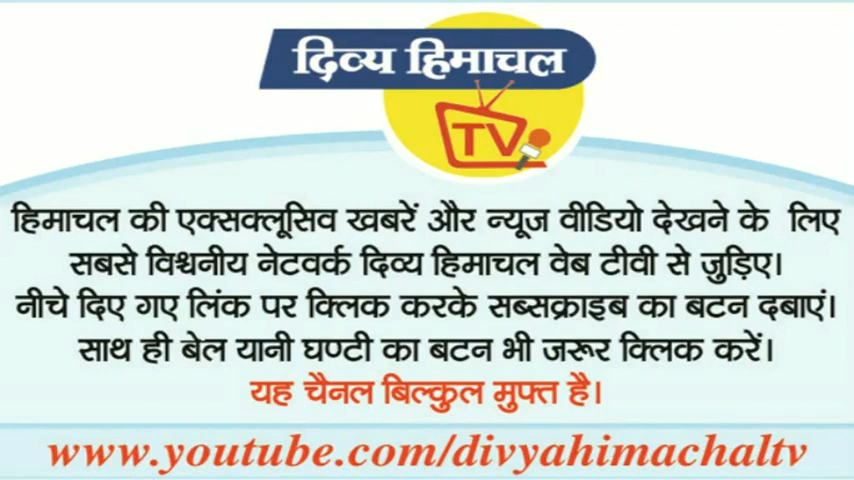 दिव्य हिमाचल
TV
हिमाचल की एक्सक्लूसिव खबरें और न्यूज वीडियो देखने के लिए
सबसे विश्वनीय नेटवर्क दिव्य हिमाचल वेब टीवी से जुड़िए।
नीचे दिए गए लिंक पर क्लिक करके सब्सक्राइब का बटन दबाएं।
साथ ही बेल यानी घण्टी का बटन भी जरूर क्लिक करें।
यह चैनल बिल्कुल मुफ्त है।
www.youtube.com/divyahimachaltv